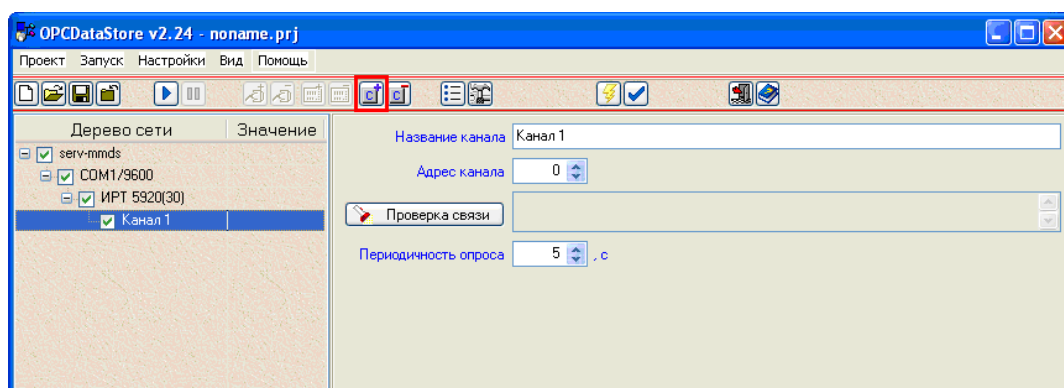 OPCDataStore v2.24 - noname.prj
Проект Запуск Настройки Вид Помощь
Дерево сети Значение
serv-mmds
COM1/9600
ИРТ 5920(30)
Канал 1
Название канала Канал 1
Адрес канала 0
Проверка связи
Периодичность опроса 5 , с